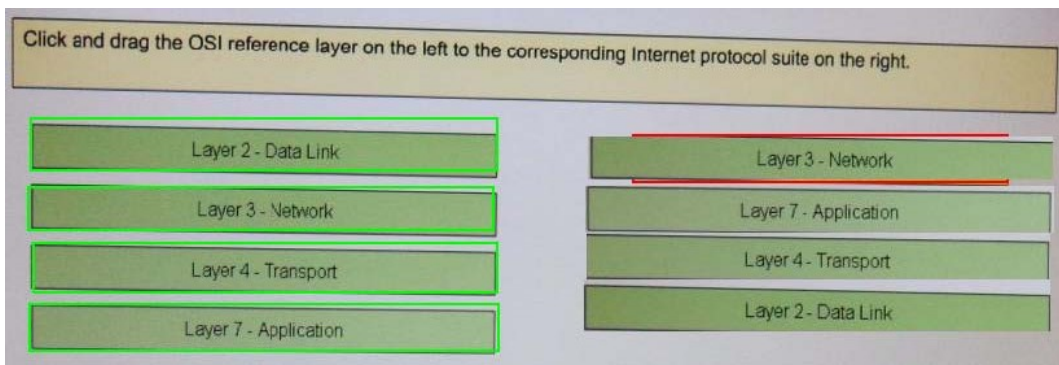 Click and drag the OSI reference layer on the left to the corresponding Internet protocol suite on the right.
Layer 2 - Data Link
Layer 3 - Network
Layer 4 - Transport
Layer 7 - Application
Layer 3 - Network
Layer 7 - Application
Layer 4 - Transport
Layer 2 - Data Link